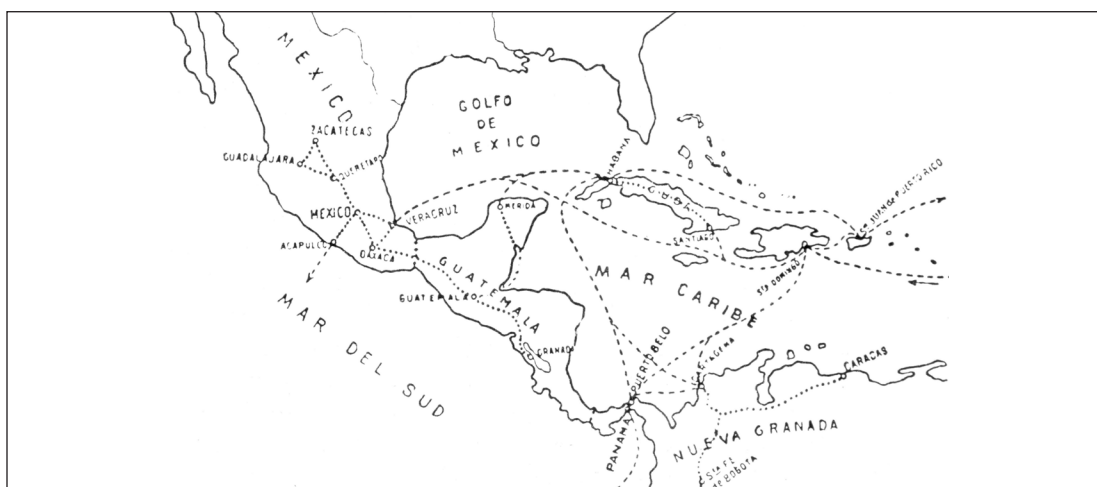 MEXICO
GOLFO
DE
MEXICO
ZACATECAS
GUADALAJARA
QUERETARO
HABANA
CUBA
Sn JUAN DE PUERTO RICO
MEXICO
VERACRUZ
MERIDA
SANTIAGO
ACAPULCO
OAXACA
GUATEMALA
GUATEMALA
STO. DOMINGO
MAR CARIBE
MAR DEL SUD
GRANADA
PUERTOBELO
CARTAGENA
CARACAS
PANAMA
NUEVA GRANADA
STA FE
DE BOGOTA